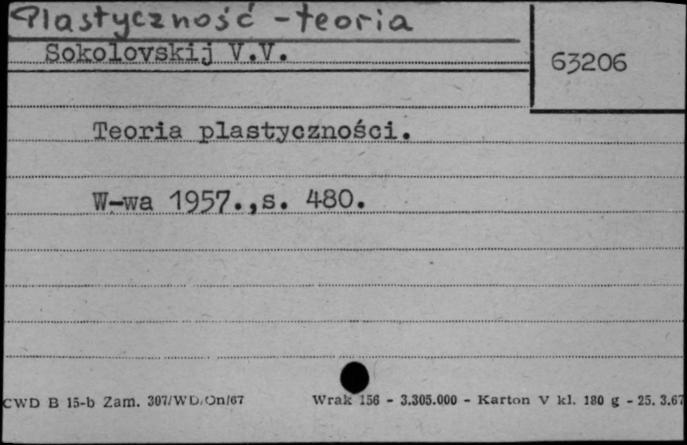 Plastyczność - teoria
Sokolovskij V.V.
63206
Teoria plastyczności.
W-wa 1957.,s. 480.
CWD B 15-b Zam. 307/WD/On/67 Wrak 156 - 3.305.000 - Karton V kl. 180 g - 25. 3.67